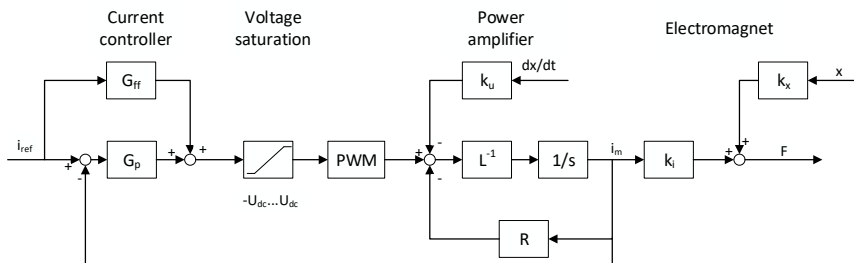 Current
controller
Voltage
saturation
Power
amplifier
Electromagnet
G_ff
k_u
dx/dt
k_x
x
i_ref
+
-
G_p
+
+
-U_dc...U_dc
PWM
+
-
-
L^-1
1/s
i_m
k_i
+
+
F
R